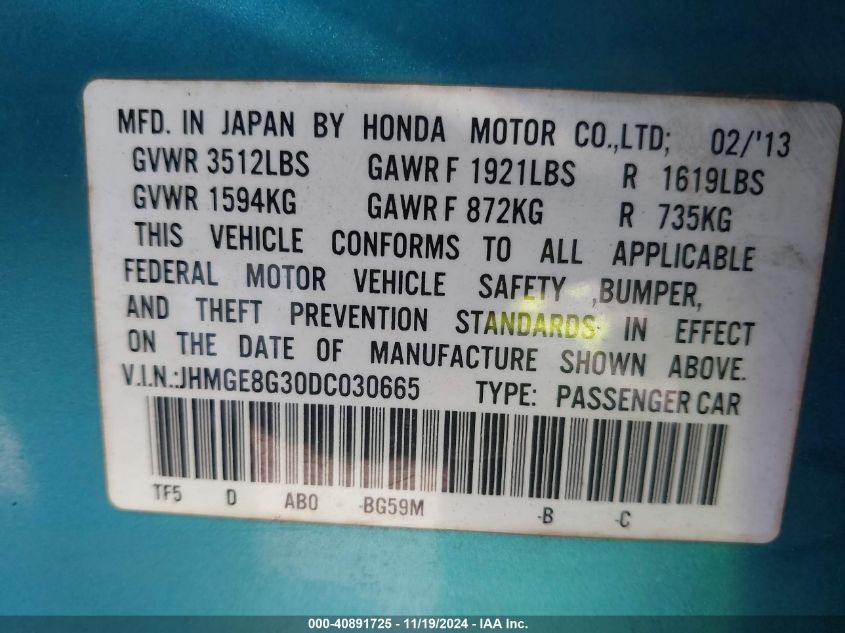 MFD. IN JAPAN BY HONDA MOTOR CO.,LTD; 02/'13
GVWR 3512LBS GAWR F 1921LBS R 1619LBS
GVWR 1594KG GAWR F 872KG R 735KG
THIS VEHICLE CONFORMS TO ALL APPLICABLE
FEDERAL MOTOR VEHICLE SAFETY ,BUMPER,
AND THEFT PREVENTION STANDARDS IN EFFECT
ON THE DATE OF MANUFACTURE SHOWN ABOVE.
V.I.N.:JHMGE8G30DC030665 TYPE: PASSENGER CAR
TF5 D AB0 -BG59M -B -C
000-40891725 - 11/19/2024 - IAA Inc.